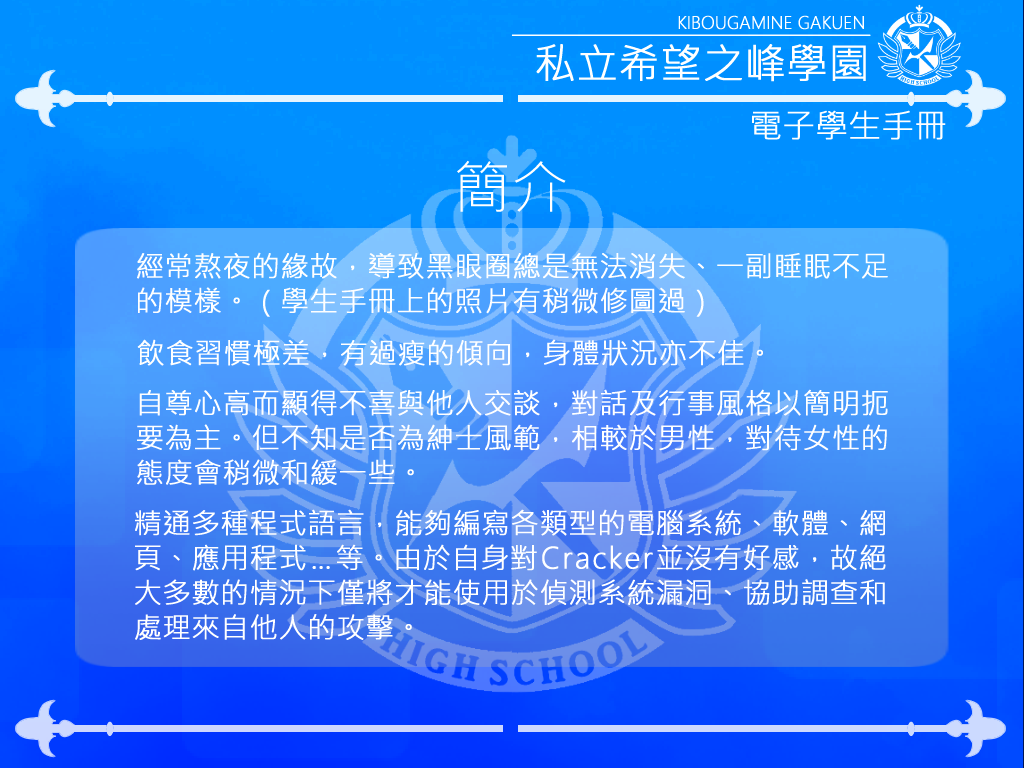 KIBOUGAMINE GAKUEN
私立希望之峰學園
電子學生手冊
簡介
經常熬夜的緣故，導致黑眼圈總是無法消失、一副睡眠不足
的模樣。（學生手冊上的照片有稍微修圖過）
飲食習慣極差，有過瘦的傾向，身體狀況亦不佳。
自尊心高而顯得不喜與他人交談，對話及行事風格以簡明扼
要為主。但不知是否為紳士風範，相較於男性，對待女性的
態度會稍微和緩一些。
精通多種程式語言，能夠編寫各類型的電腦系統、軟體、網
頁、應用程式…等。由於自身對Cracker並沒有好感，故絕
大多數的情況下僅將才能使用於偵測系統漏洞、協助調查和
處理來自他人的攻擊。
HIGH SCHOOL